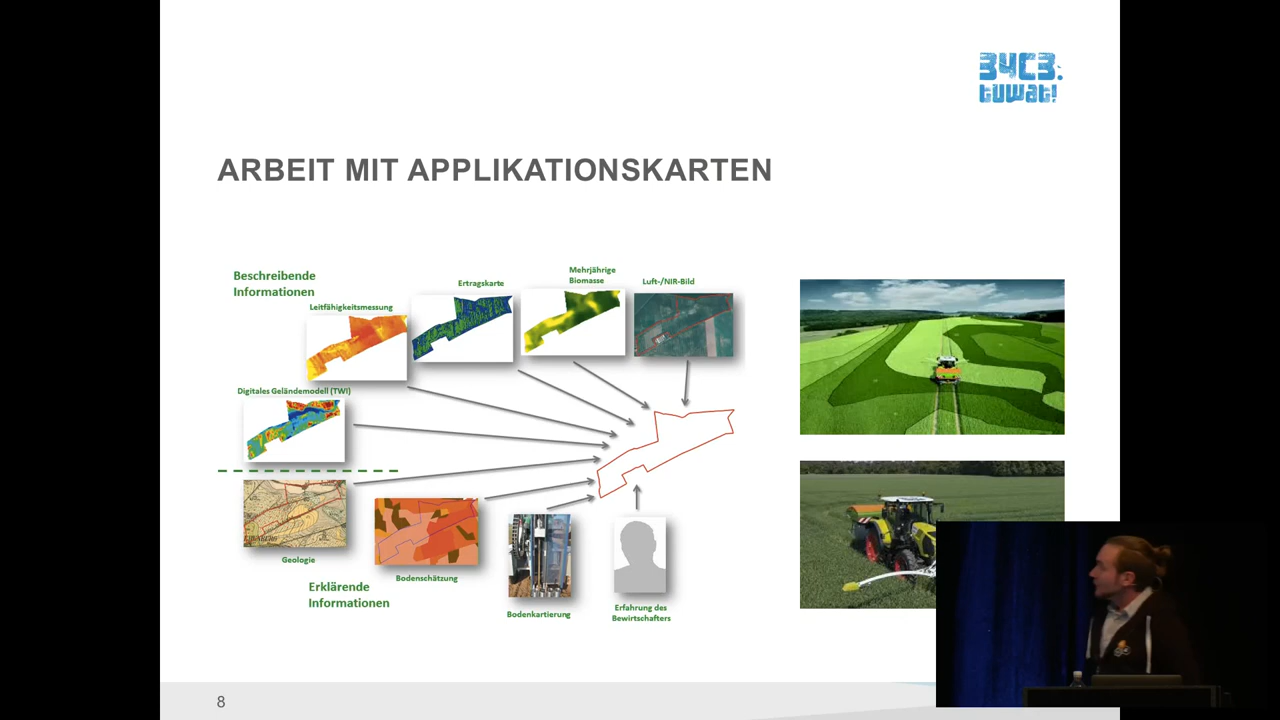 34C3.
tuwat!
ARBEIT MIT APPLIKATIONSKARTEN
Beschreibende
Informationen
Leitfähigkeitsmessung
Ertragskarte
Mehrjährige
Biomasse
Luft-/NIR-Bild
Digitales Geländemodell (TWI)
Geologie
Erklärende
Informationen
Bodenschätzung
Bodenkartierung
Erfahrung des
Bewirtschafters
8